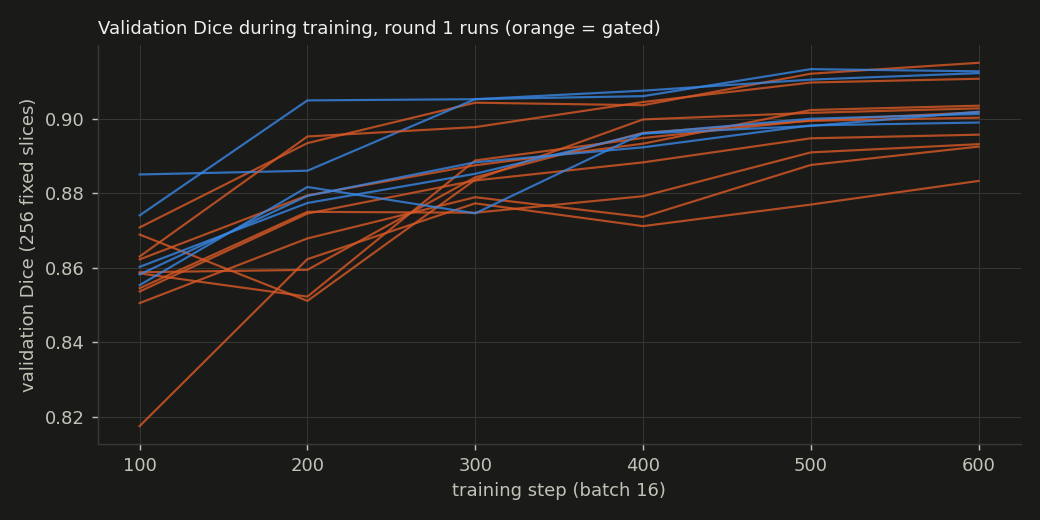 Validation Dice during training, round 1 runs (orange = gated)
validation Dice (256 fixed slices)
0.90
0.88
0.86
0.84
0.82
100 200 300 400 500 600
training step (batch 16)